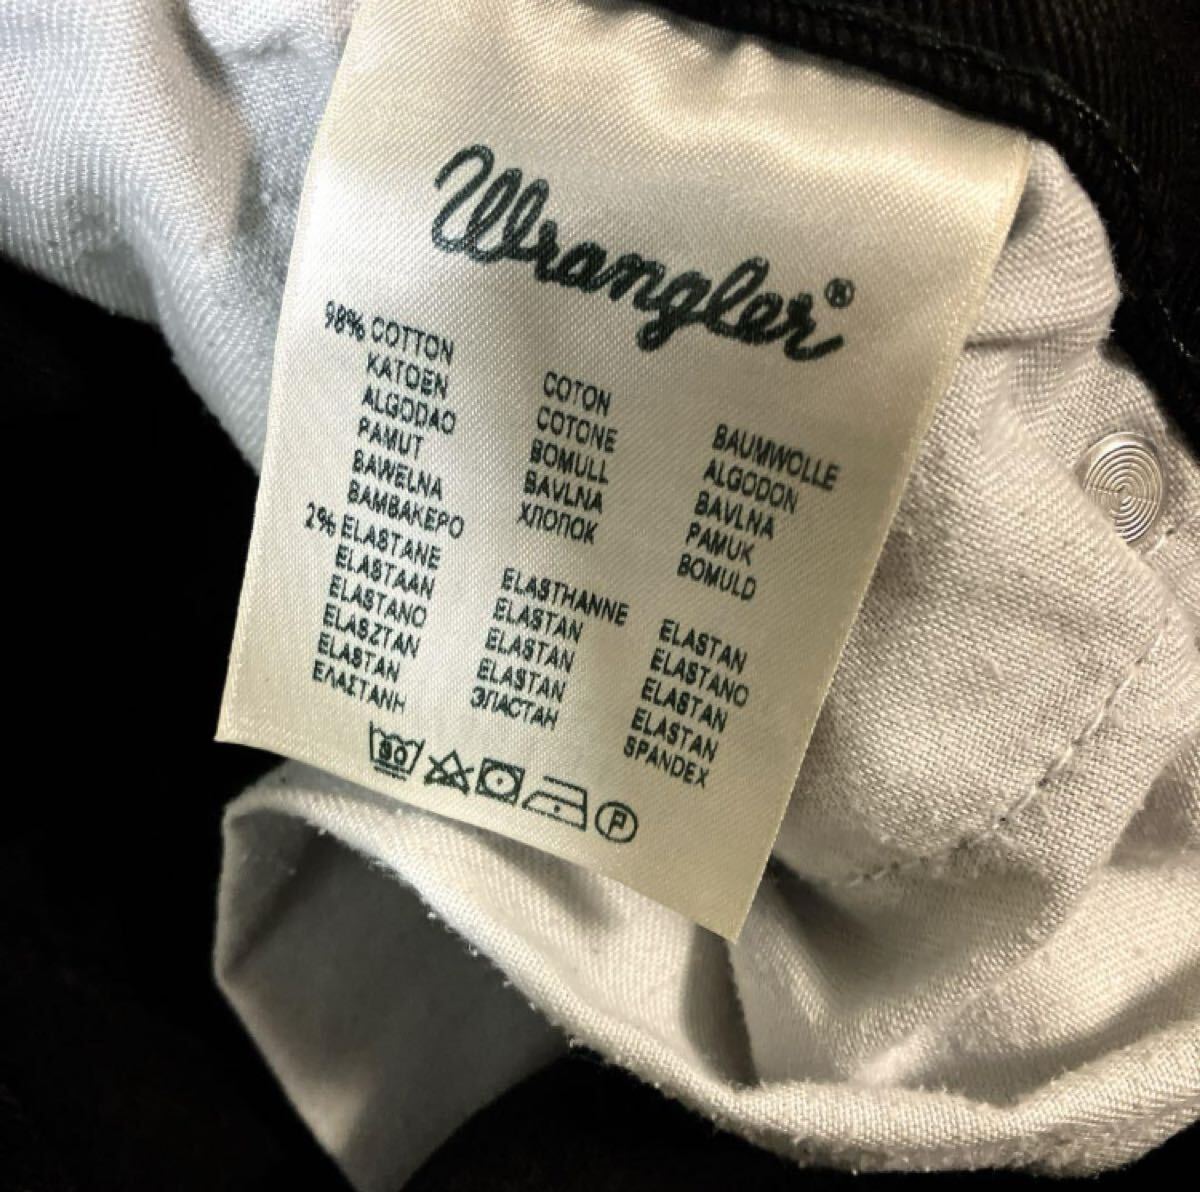 Wrangler®
98% COTTON
KATOEN
ALGODAO
PAMUT
BAWELNA
BAMBAKEPO
COTON
COTONE
BOMULL
BAVLNA
ХЛОПОК
BAUMWOLLE
ALGODON
BAVLNA
PAMUK
BOMULD
2% ELASTANE
ELASTAAN
ELASTANO
ELASZTAN
ELASTAN
ΕΛΑΣΤΑΝΗ
ELASTHANNE
ELASTAN
ELASTAN
ELASTAN
ЭЛАСТАН
ELASTAN
ELASTANO
ELASTAN
ELASTAN
SPANDEX
P